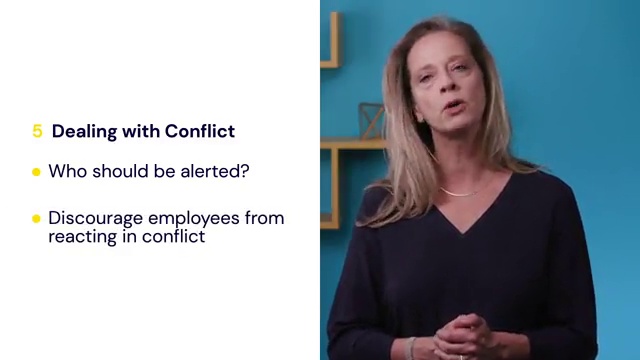 5 Dealing with Conflict
Who should be alerted?
Discourage employees from
reacting in conflict